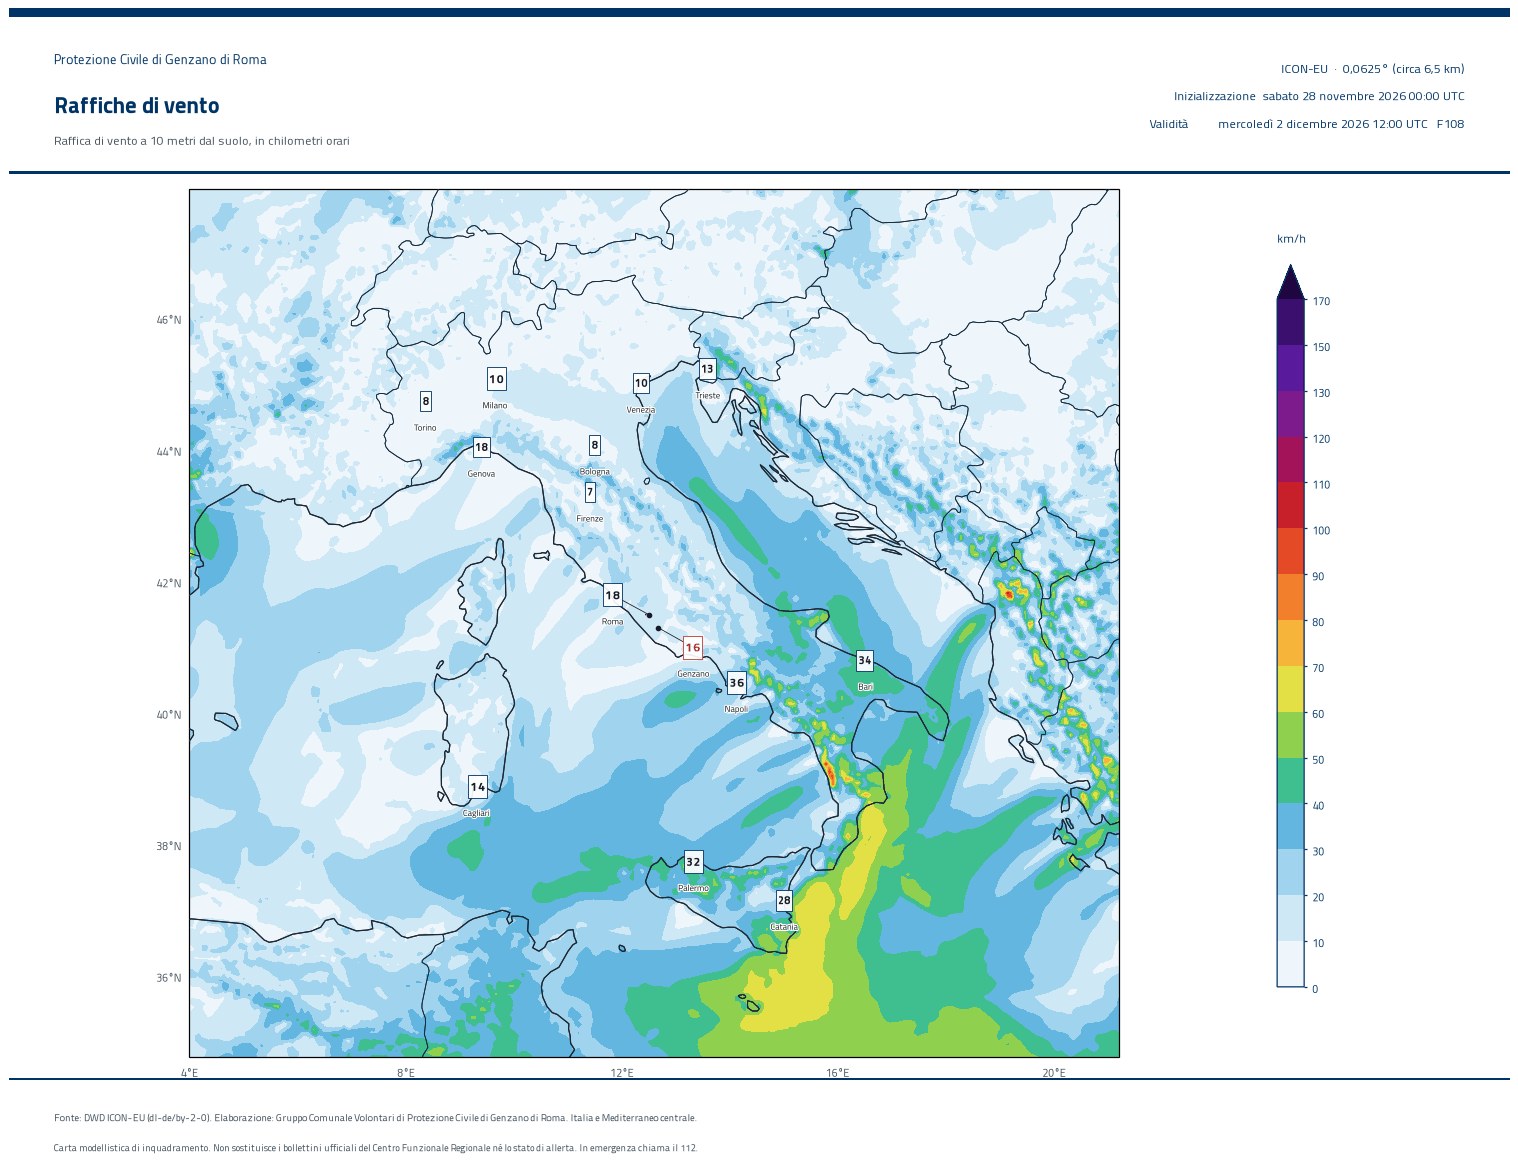 Protezione Civile di Genzano di Roma
Raffiche di vento
Raffica di vento a 10 metri dal suolo, in chilometri orari
ICON-EU · 0,0625° (circa 6,5 km)
Inizializzazione sabato 28 novembre 2026 00:00 UTC
Validità mercoledì 2 dicembre 2026 12:00 UTC F108
km/h
170
150
130
120
110
100
90
80
70
60
50
40
30
20
10
0
46°N
44°N
42°N
40°N
38°N
36°N
4°E
8°E
12°E
16°E
20°E
13
Trieste
10
Milano
10
Venezia
8
Torino
8
Bologna
18
Genova
7
Firenze
18
Roma
16
Genzano
34
Bari
36
Napoli
14
Cagliari
32
Palermo
28
Catania
Fonte: DWD ICON-EU (dl-de/by-2-0). Elaborazione: Gruppo Comunale Volontari di Protezione Civile di Genzano di Roma. Italia e Mediterraneo centrale.
Carta modellistica di inquadramento. Non sostituisce i bollettini ufficiali del Centro Funzionale Regionale né lo stato di allerta. In emergenza chiama il 112.